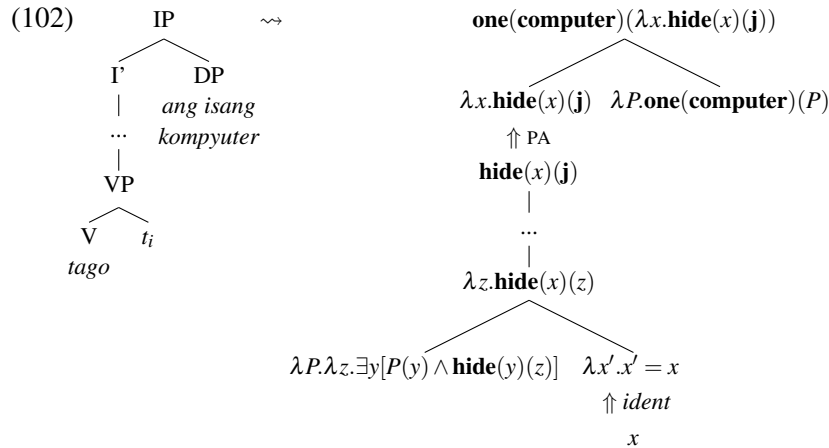 (102) IP ⇝ one(computer)(λx.hide(x)(j))
I’ DP λx.hide(x)(j) λP.one(computer)(P)
... ang isang kompyuter ⇑ PA
VP hide(x)(j)
V tᵢ ...
tago λz.hide(x)(z)
λP.λz.∃y[P(y) ∧ hide(y)(z)] λx′.x′ = x
⇑ ident
x